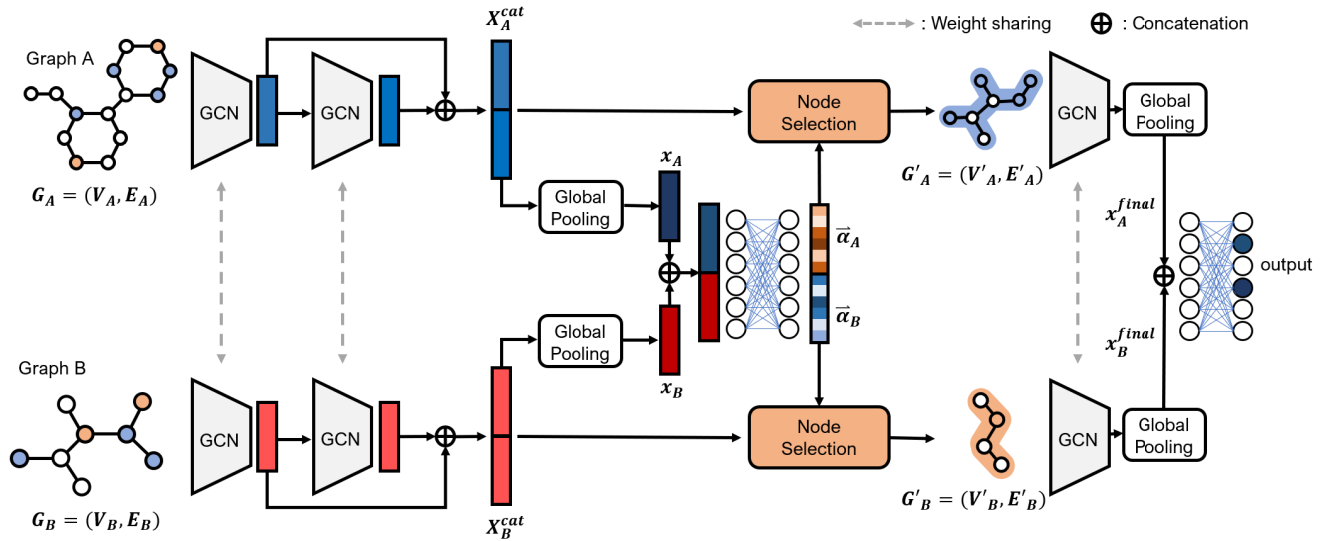 X_A^{cat}
: Weight sharing
: Concatenation
Graph A
GCN
GCN
Node
Selection
GCN
Global
Pooling
G_A = (V_A, E_A)
G'_A = (V'_A, E'_A)
x_A
Global
Pooling
x_A^{final}
α⃗_A
output
α⃗_B
Global
Pooling
x_B^{final}
x_B
Graph B
GCN
GCN
Node
Selection
GCN
Global
Pooling
G_B = (V_B, E_B)
X_B^{cat}
G'_B = (V'_B, E'_B)